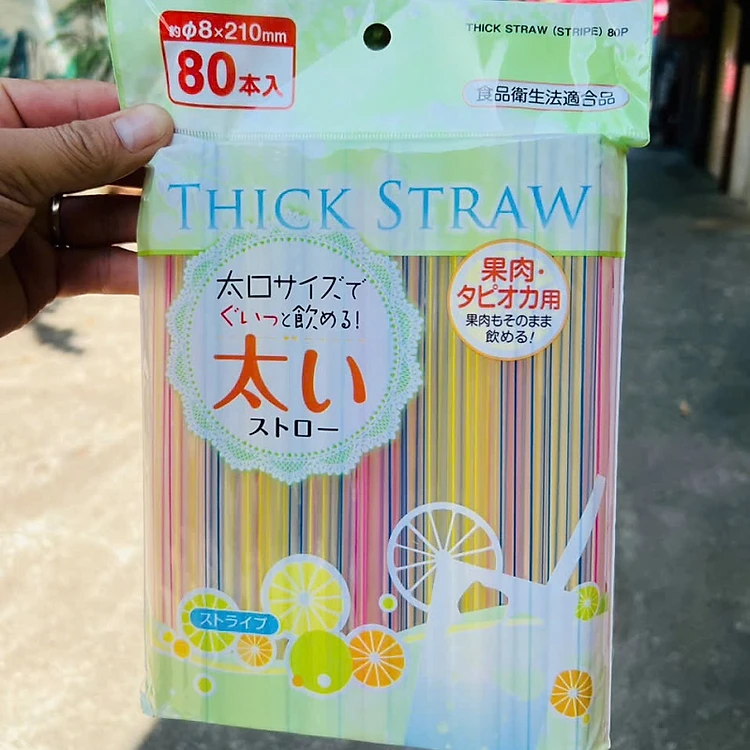 約φ8×210mm
80本入
THICK STRAW (STRIPE) 80P
食品衛生法適合品
THICK STRAW
太口サイズで
ぐいっと飲める!
太い
ストロー
果肉・
タピオカ用
果肉もそのまま
飲める!
ストライプ